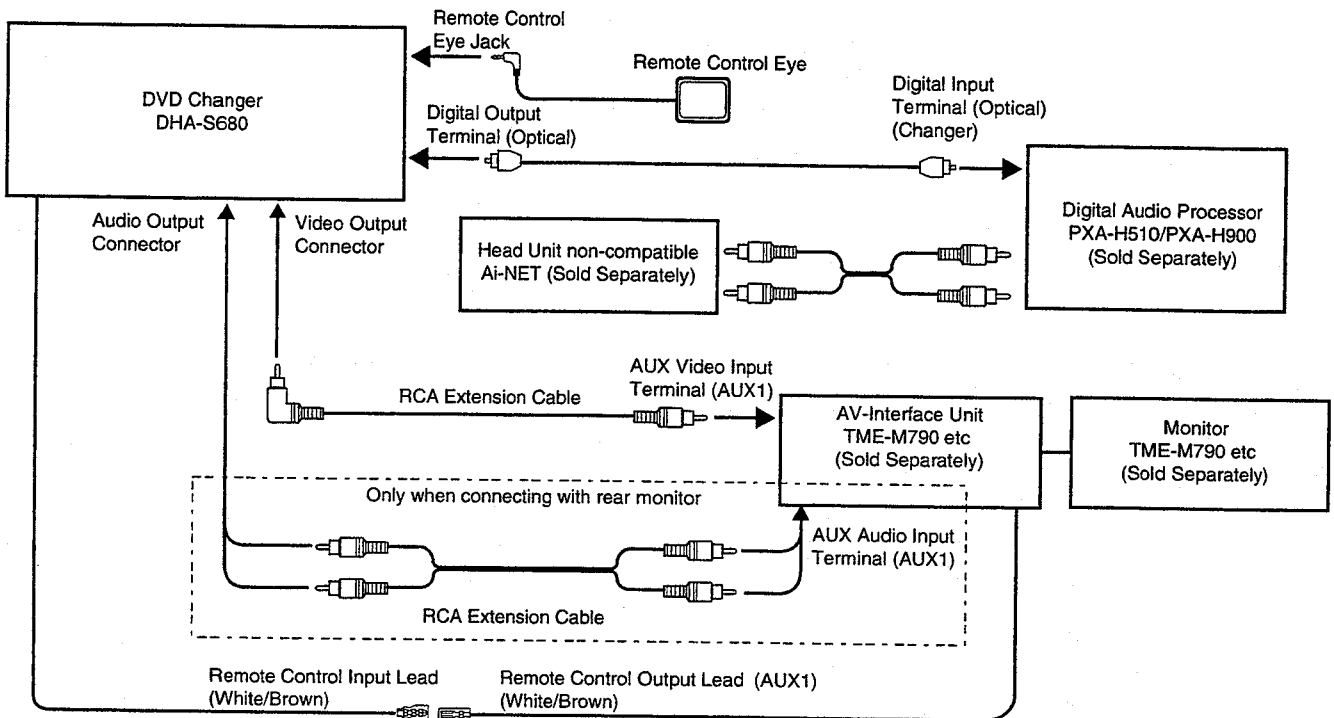 Remote Control
Eye Jack
Remote Control Eye
DVD Changer
DHA-S680
Digital Output
Terminal (Optical)
Digital Input
Terminal (Optical)
(Changer)
Audio Output
Connector
Video Output
Connector
Head Unit non-compatible
Ai-NET (Sold Separately)
Digital Audio Processor
PXA-H510/PXA-H900
(Sold Separately)
RCA Extension Cable
AUX Video Input
Terminal (AUX1)
AV-Interface Unit
TME-M790 etc
(Sold Separately)
Monitor
TME-M790 etc
(Sold Separately)
Only when connecting with rear monitor
AUX Audio Input
Terminal (AUX1)
RCA Extension Cable
Remote Control Input Lead
(White/Brown)
Remote Control Output Lead (AUX1)
(White/Brown)